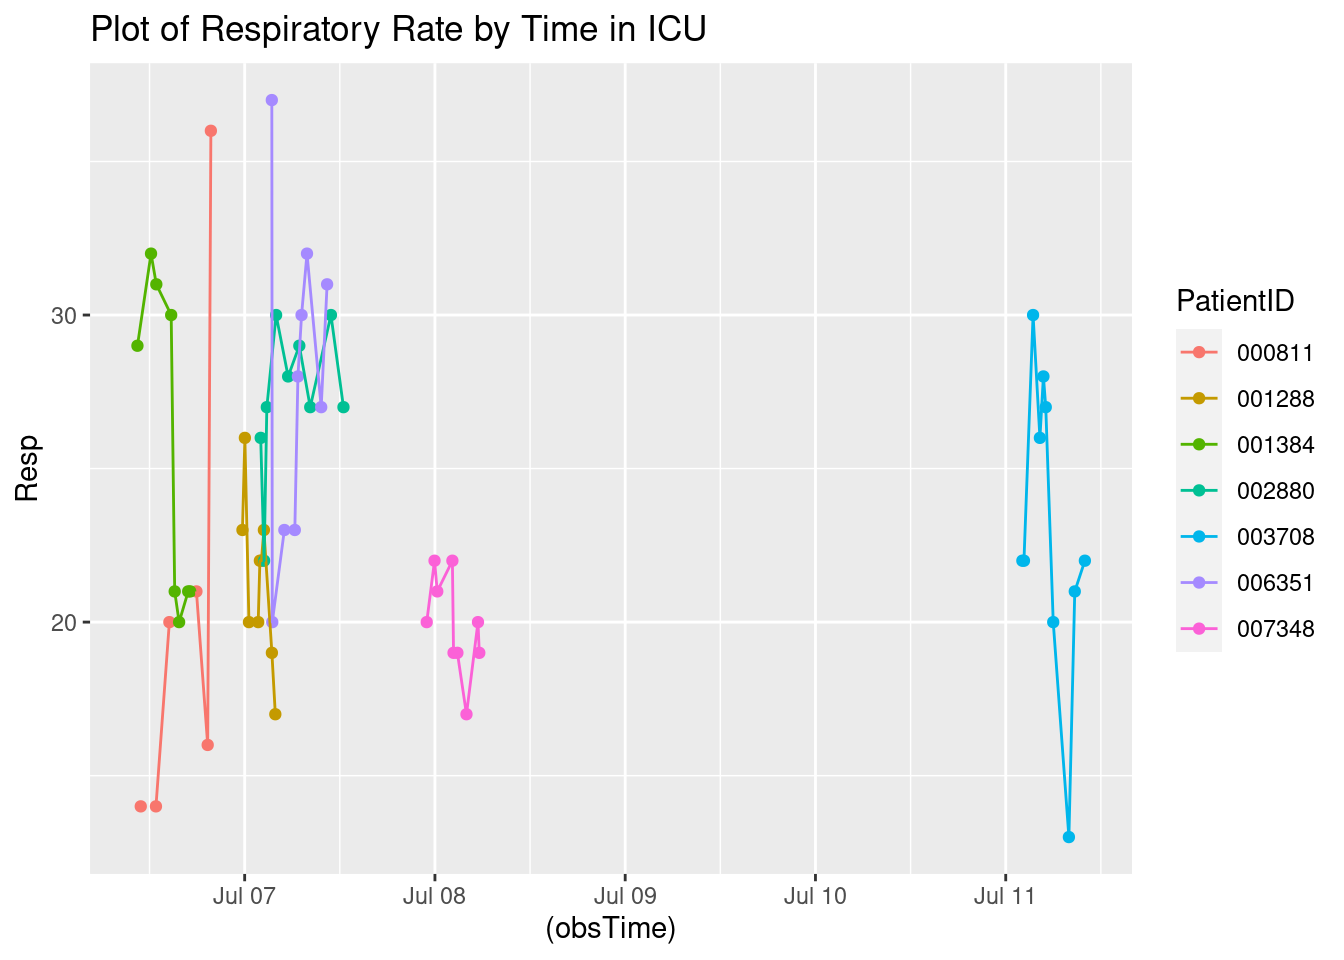 Plot of Respiratory Rate by Time in ICU
Resp
30
20
Jul 07
Jul 08
Jul 09
Jul 10
Jul 11
(obsTime)
PatientID
000811
001288
001384
002880
003708
006351
007348